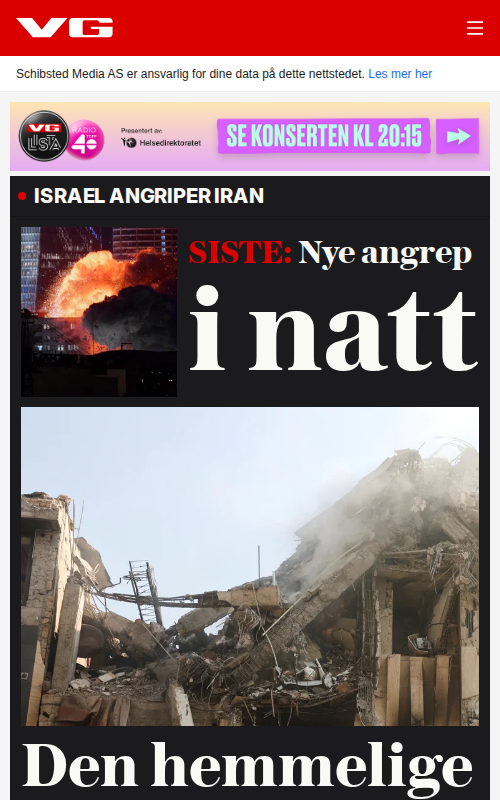 VG
Schibsted Media AS er ansvarlig for dine data på dette nettstedet. Les mer her
VG
LISTA
RADIO
TOPP
40
Presentert av:
Helsedirektoratet
SE KONSERTEN KL 20:15
ISRAEL ANGRIPER IRAN
SISTE: Nye angrep
i natt
Den hemmelige